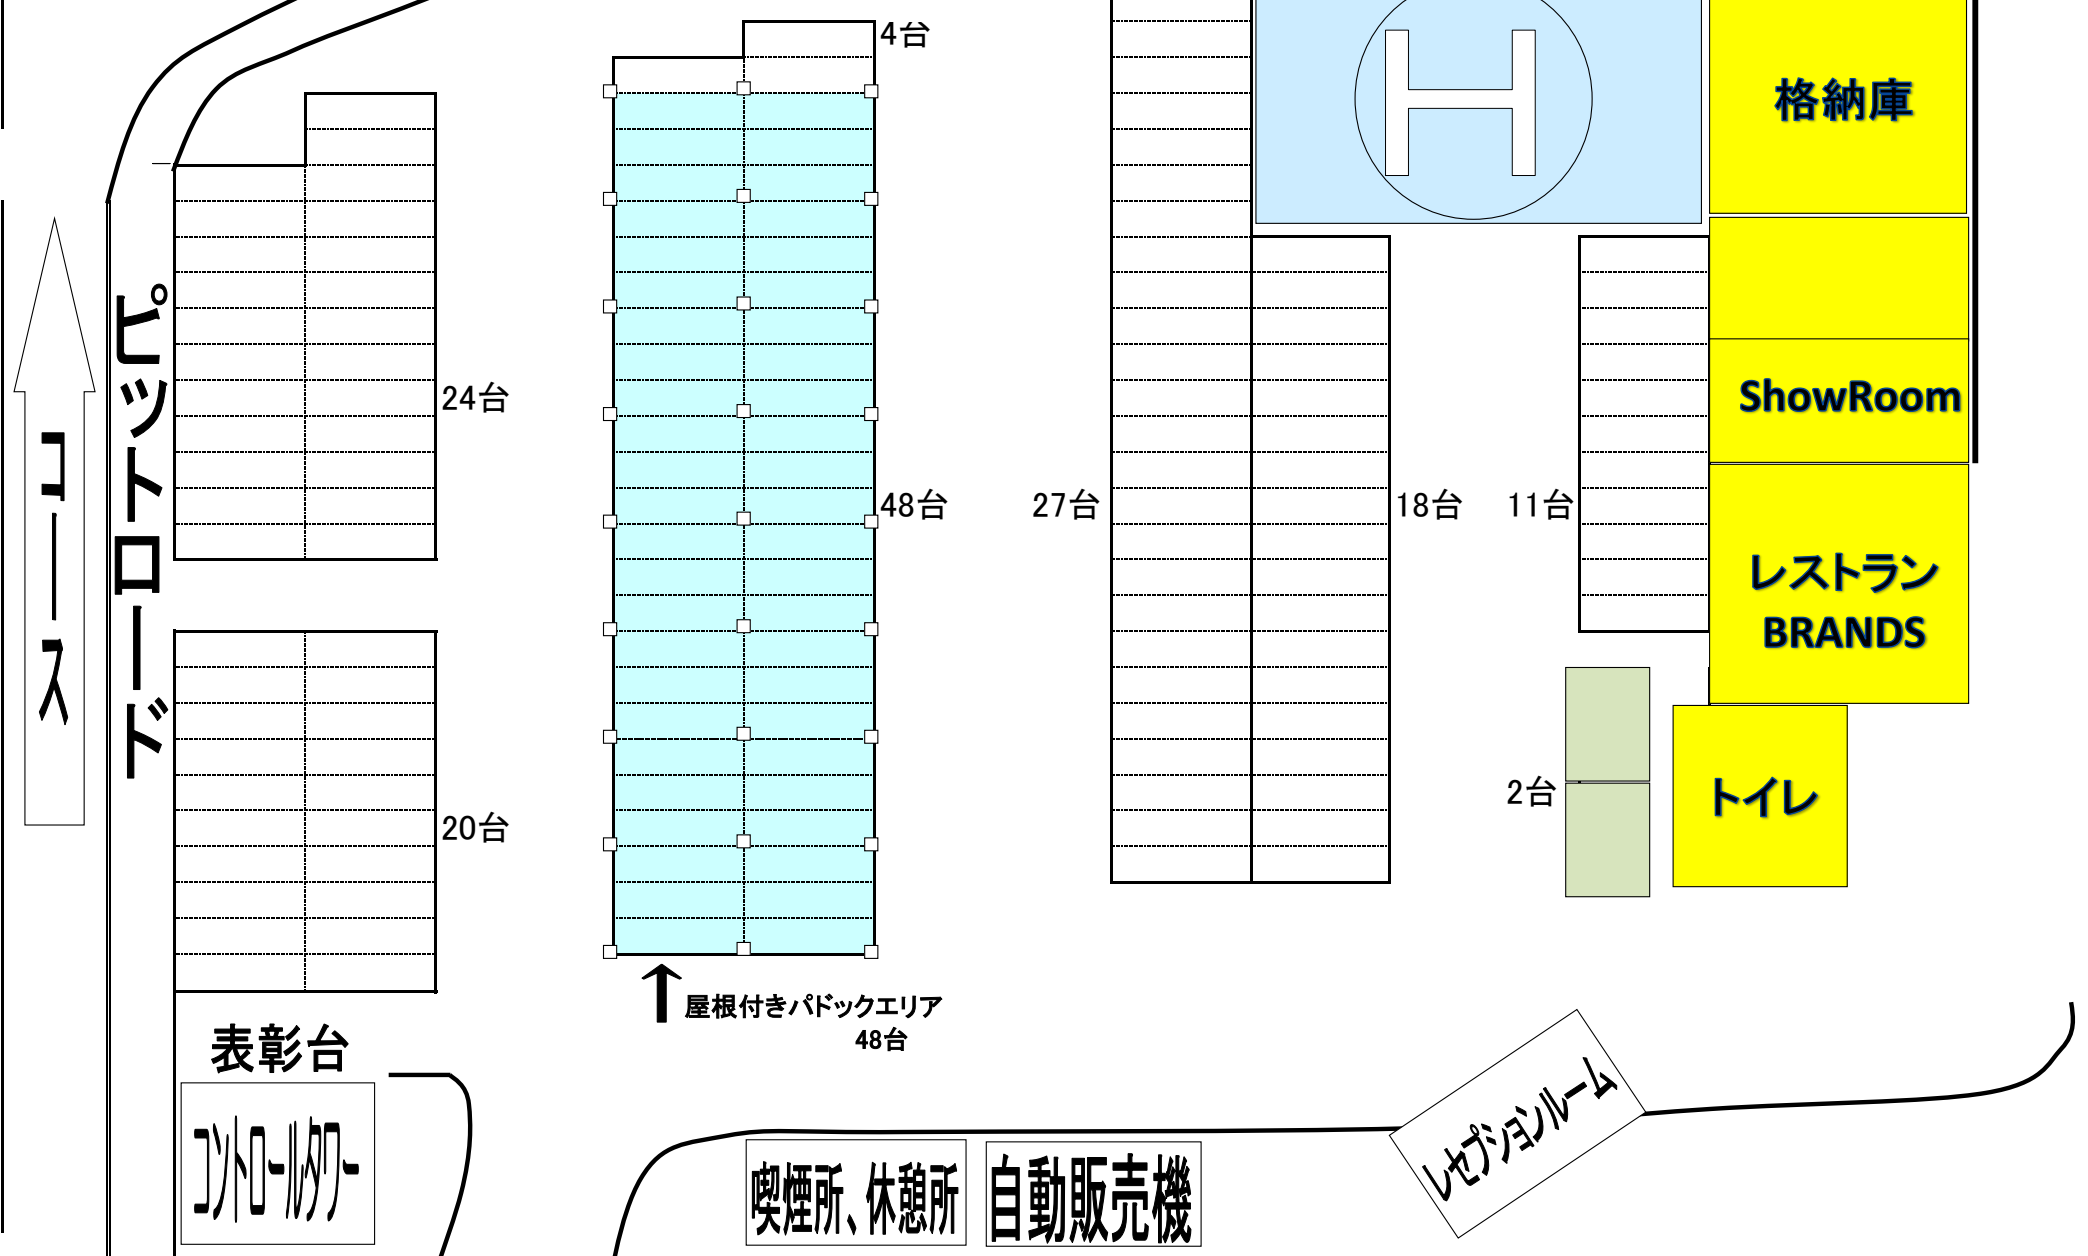 4台
H
格納庫
ピットロード
コース
24台
48台
27台
18台
11台
ShowRoom
レストラン
BRANDS
20台
2台
トイレ
屋根付きパドックエリア
48台
表彰台
コントロールタワー
喫煙所、休憩所
自動販売機
レセプションルーム